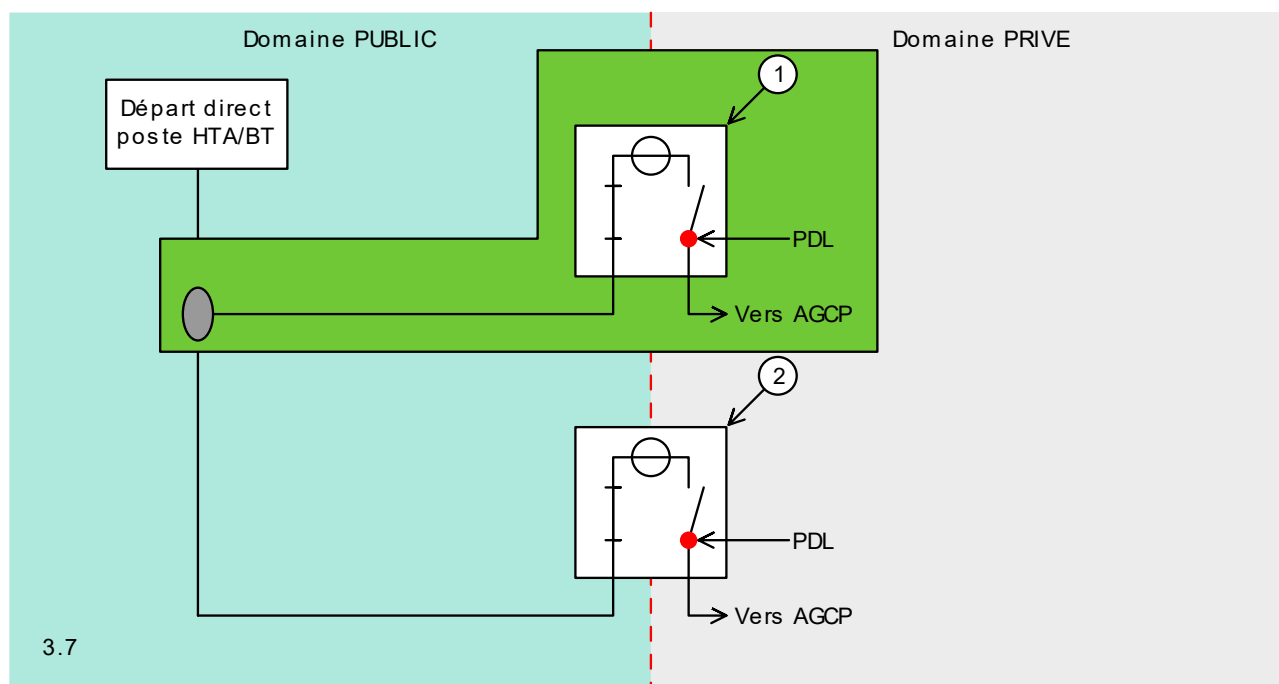 Domaine PUBLIC
Domaine PRIVE
1
Départ direct
poste HTA/BT
PDL
Vers AGCP
2
PDL
Vers AGCP
3.7